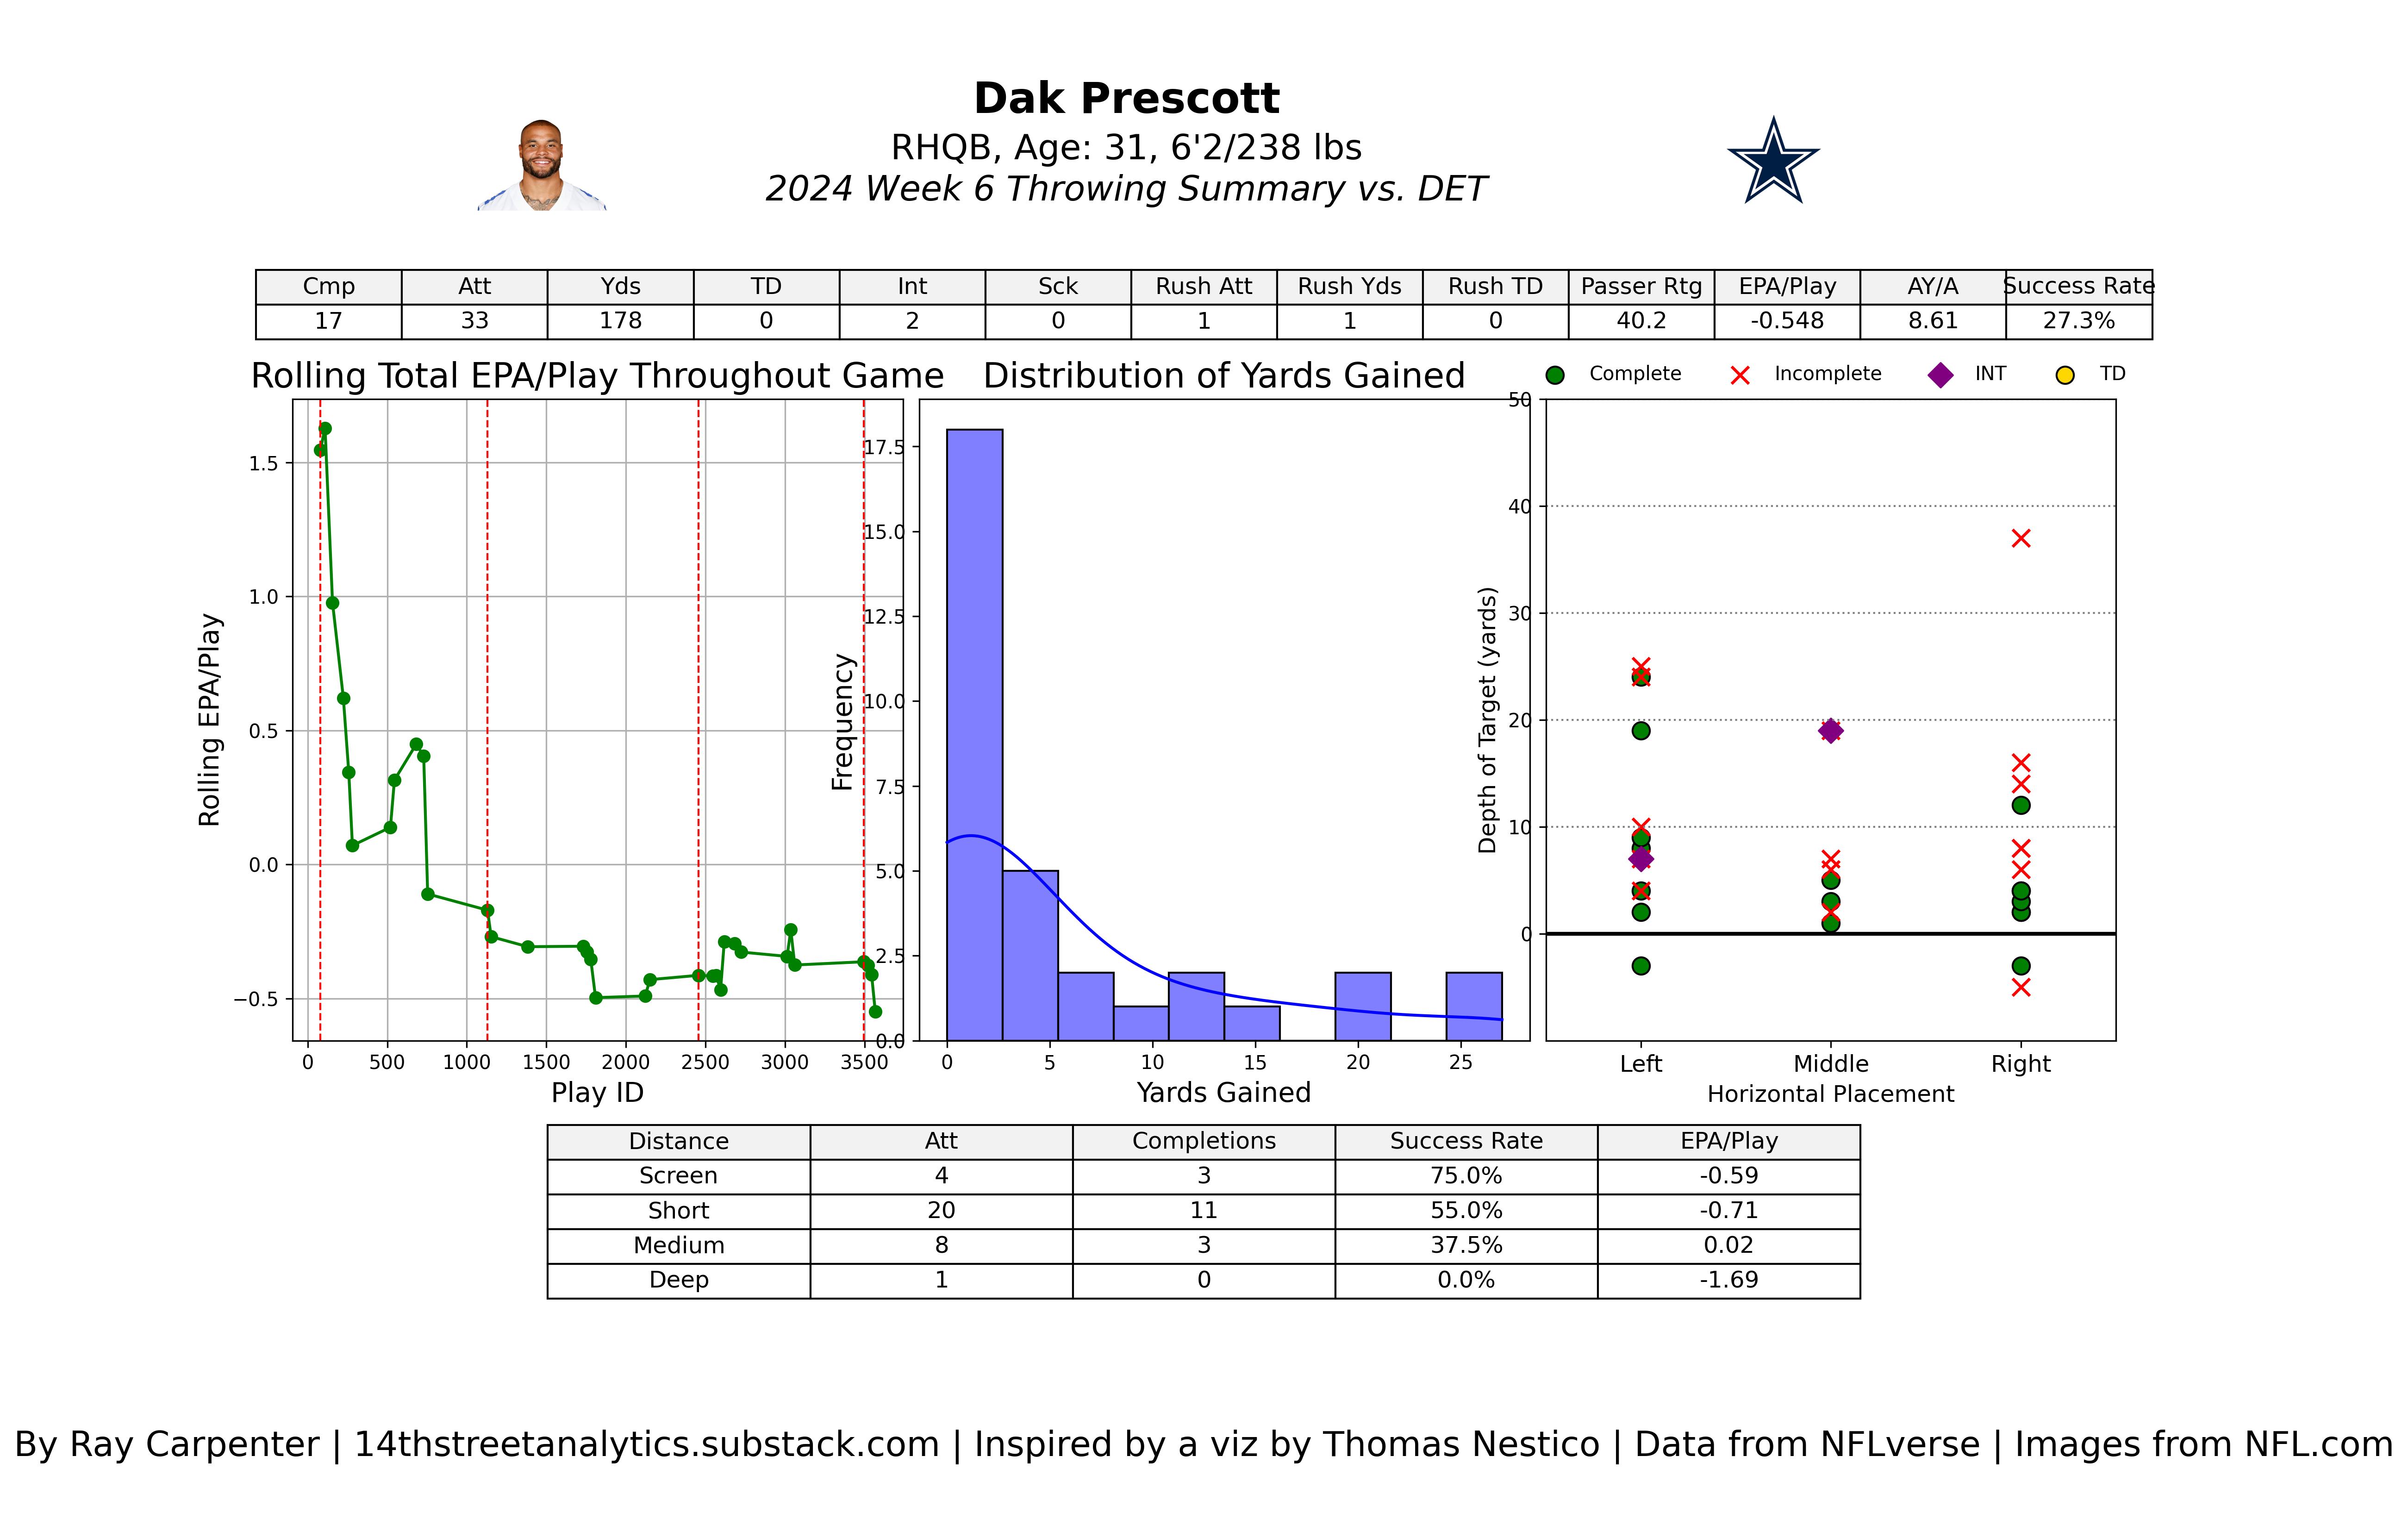 Dak Prescott
RHQB, Age: 31, 6'2/238 lbs
2024 Week 6 Throwing Summary vs. DET
Cmp Att Yds TD Int Sck Rush Att Rush Yds Rush TD Passer Rtg EPA/Play AY/A Success Rate
17 33 178 0 2 0 1 1 0 40.2 -0.548 8.61 27.3%
Rolling Total EPA/Play Throughout Game
Rolling EPA/Play
1.5
1.0
0.5
0.0
−0.5
0 500 1000 1500 2000 2500 3000 3500
Play ID
Distribution of Yards Gained
Frequency
17.5
15.0
12.5
10.0
7.5
5.0
2.5
0.0
0 5 10 15 20 25
Yards Gained
Complete Incomplete INT TD
Depth of Target (yards)
50
40
30
20
10
0
Left Middle Right
Horizontal Placement
Distance Att Completions Success Rate EPA/Play
Screen 4 3 75.0% -0.59
Short 20 11 55.0% -0.71
Medium 8 3 37.5% 0.02
Deep 1 0 0.0% -1.69
By Ray Carpenter | 14thstreetanalytics.substack.com | Inspired by a viz by Thomas Nestico | Data from NFLverse | Images from NFL.com